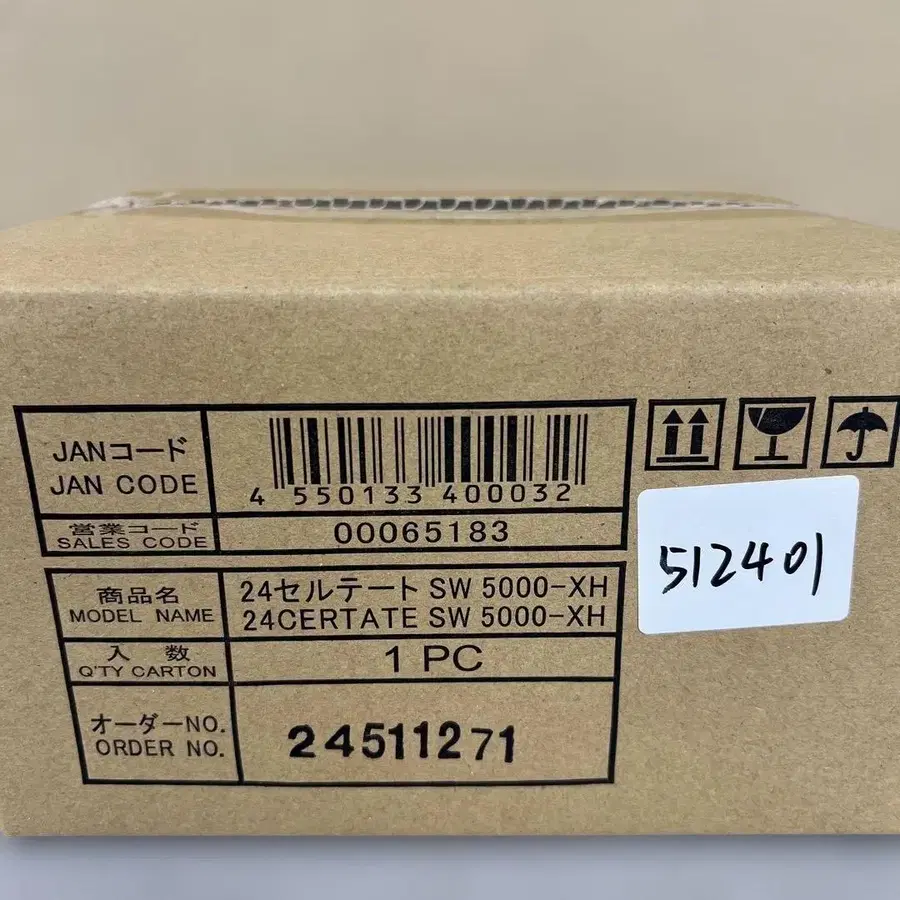 JANコード
JAN CODE
4 550133 400032
営業コード
SALES CODE
00065183
商品名
MODEL NAME
24セルテート SW 5000-XH
24CERTATE SW 5000-XH
入 数
Q'TY CARTON
1 PC
オーダーNO.
ORDER NO.
24511271
512401